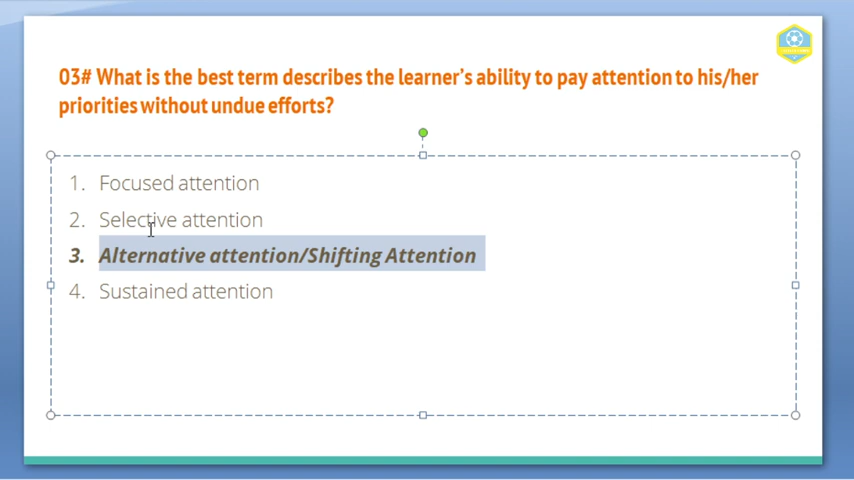 03# What is the best term describes the learner's ability to pay attention to his/her
priorities without undue efforts?
1. Focused attention
2. Selective attention
3. Alternative attention/Shifting Attention
4. Sustained attention